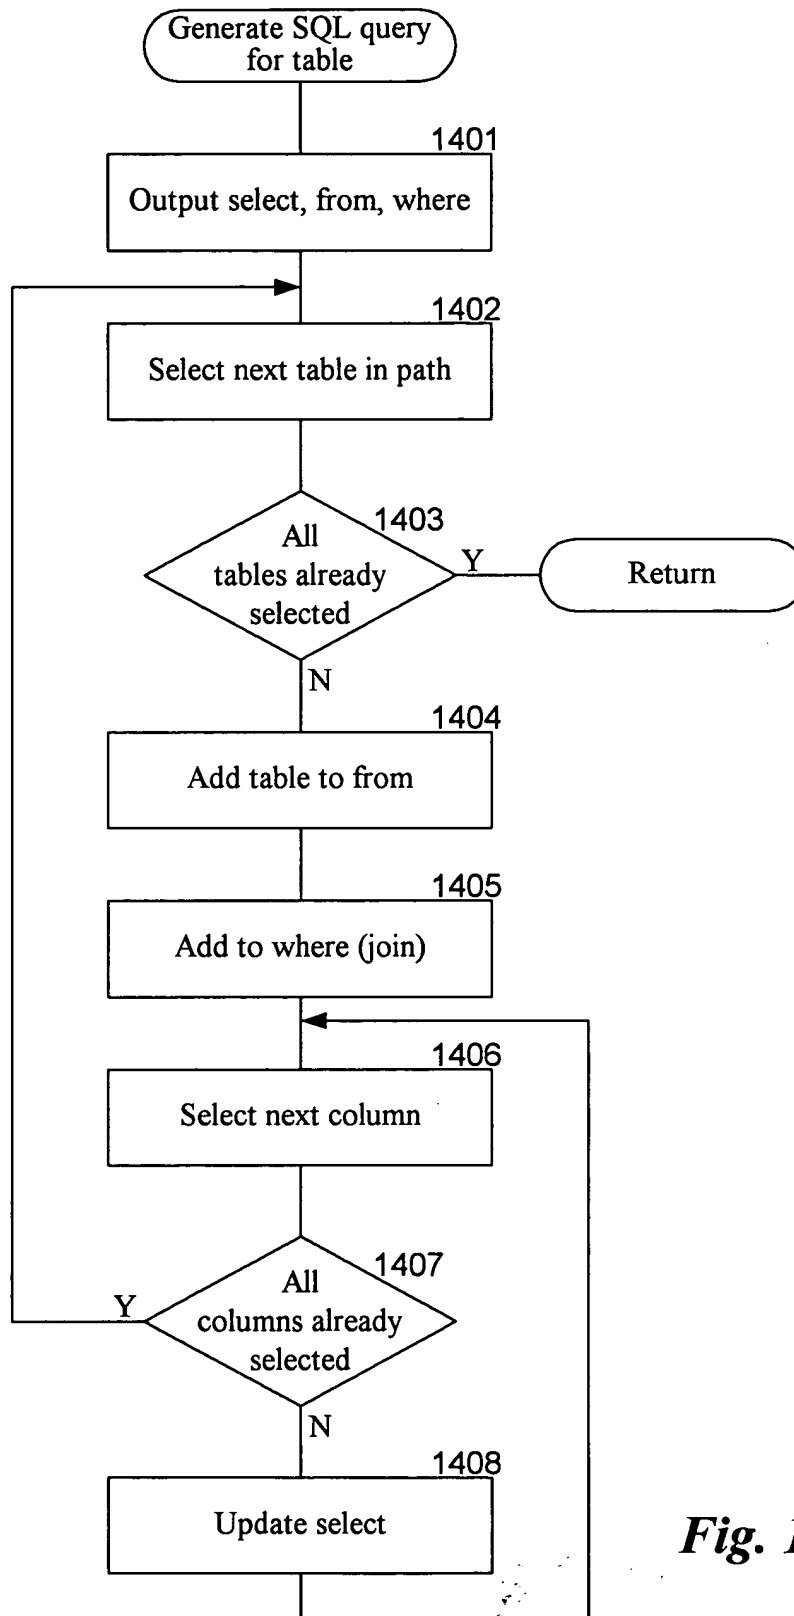 Generate SQL query
for table
1401
Output select, from, where
1402
Select next table in path
1403
All
tables already
selected
Y
Return
N
1404
Add table to from
1405
Add to where (join)
1406
Select next column
1407
All
columns already
selected
Y
N
1408
Update select
Fig.